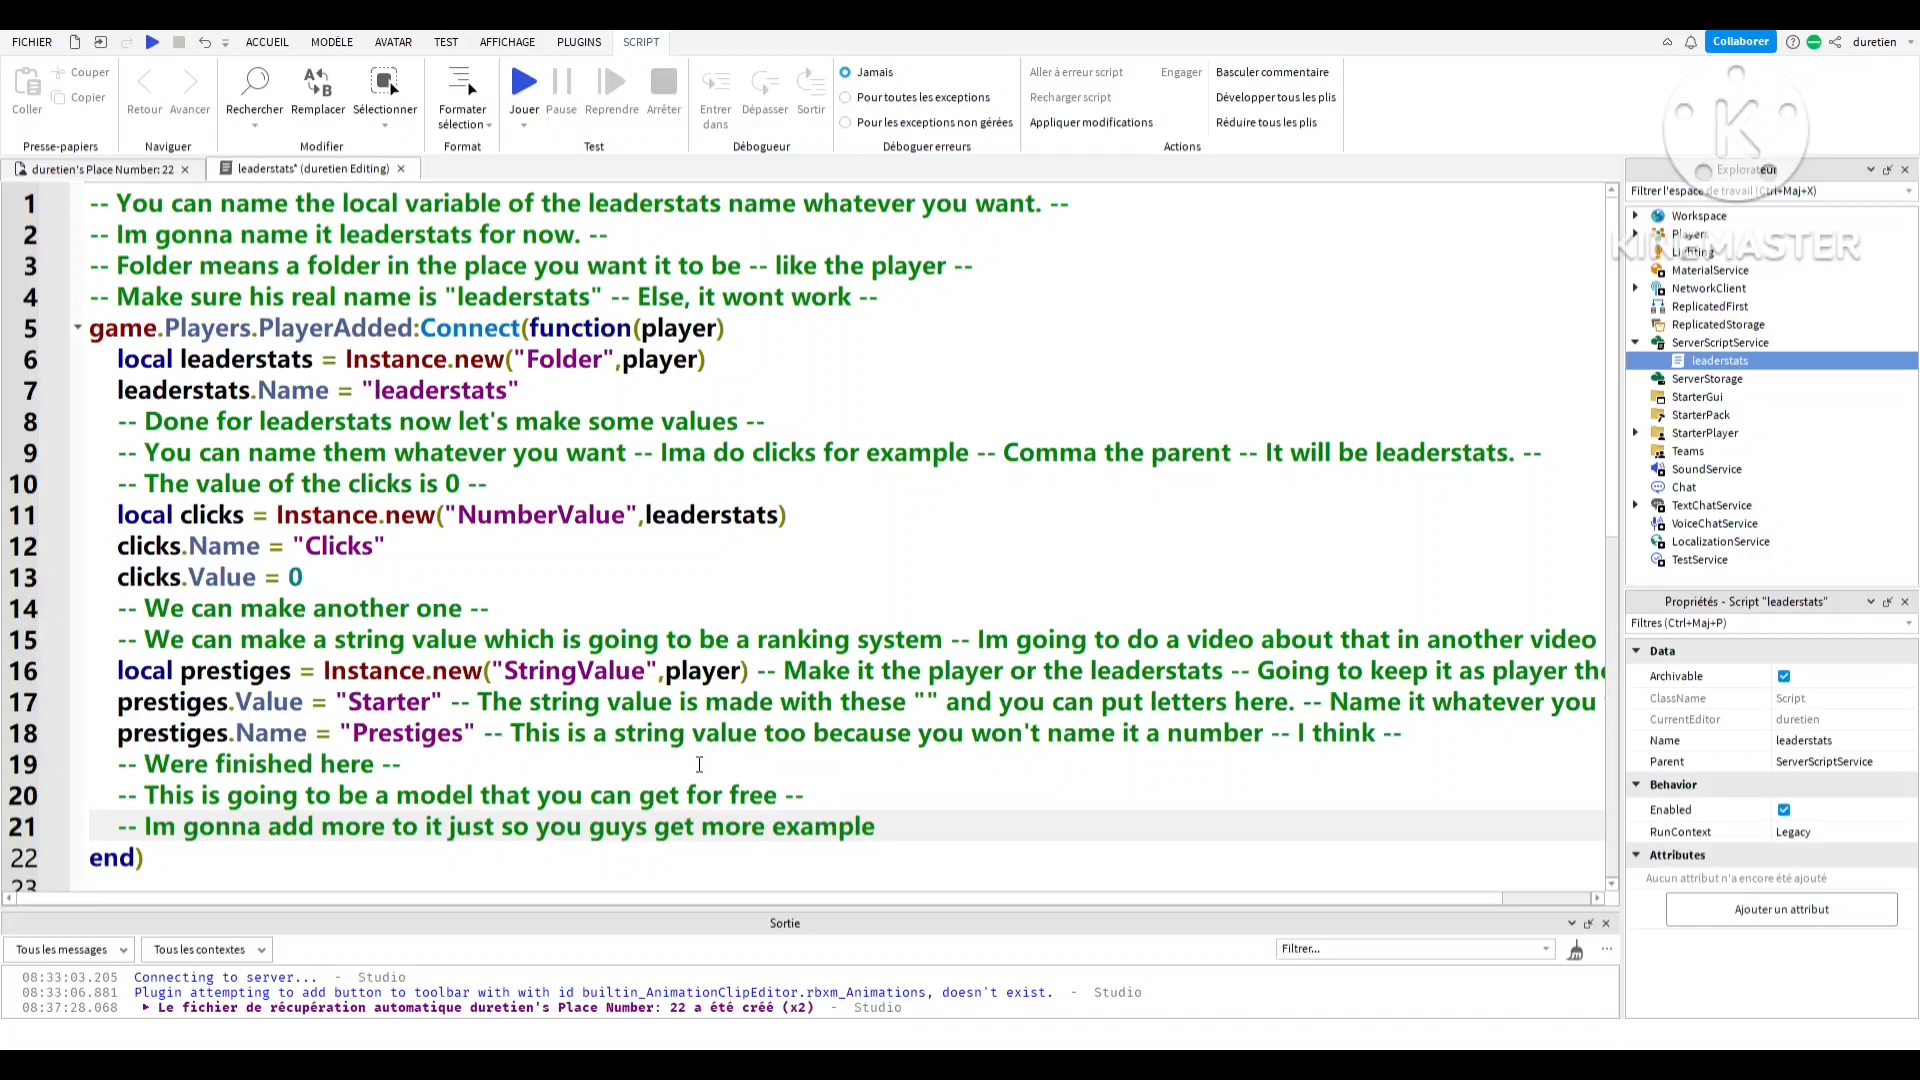 FICHIER ACCUEIL MODÈLE AVATAR TEST AFFICHAGE PLUGINS SCRIPT Collaborer duretien
Coller Couper Copier Retour Avancer Rechercher Remplacer Sélectionner Formater sélection Jouer Pause Reprendre Arrêter Entrer dans Dépasser Sortir
Jamais
Pour toutes les exceptions
Pour les exceptions non gérées
Aller à erreur script Engager Basculer commentaire
Recharger script Développer tous les plis
Appliquer modifications Réduire tous les plis
Presse-papiers Naviguer Modifier Format Test Débogueur Déboguer erreurs Actions
K
KINEMASTER
duretien's Place Number: 22 leaderstats* (duretien Editing)
1 -- You can name the local variable of the leaderstats name whatever you want. --
2 -- Im gonna name it leaderstats for now. --
3 -- Folder means a folder in the place you want it to be -- like the player --
4 -- Make sure his real name is "leaderstats" -- Else, it wont work --
5 game.Players.PlayerAdded:Connect(function(player)
6 local leaderstats = Instance.new("Folder",player)
7 leaderstats.Name = "leaderstats"
8 -- Done for leaderstats now let's make some values --
9 -- You can name them whatever you want -- Ima do clicks for example -- Comma the parent -- It will be leaderstats. --
10 -- The value of the clicks is 0 --
11 local clicks = Instance.new("NumberValue",leaderstats)
12 clicks.Name = "Clicks"
13 clicks.Value = 0
14 -- We can make another one --
15 -- We can make a string value which is going to be a ranking system -- Im going to do a video about that in another video
16 local prestiges = Instance.new("StringValue",player) -- Make it the player or the leaderstats -- Going to keep it as player
17 prestiges.Value = "Starter" -- The string value is made with these "" and you can put letters here. -- Name it whatever you
18 prestiges.Name = "Prestiges" -- This is a string value too because you won't name it a number -- I think --
19 -- Were finished here --
20 -- This is going to be a model that you can get for free --
21 -- Im gonna add more to it just so you guys get more example
22 end)
23
Explorateur
Filtrer l'espace de travail (Ctrl+Maj+X)
Workspace
Players
Lighting
MaterialService
NetworkClient
ReplicatedFirst
ReplicatedStorage
ServerScriptService
leaderstats
ServerStorage
StarterGui
StarterPack
StarterPlayer
Teams
SoundService
Chat
TextChatService
VoiceChatService
LocalizationService
TestService
Propriétés - Script "leaderstats"
Filtres (Ctrl+Maj+P)
Data
Archivable
ClassName Script
CurrentEditor duretien
Name leaderstats
Parent ServerScriptService
Behavior
Enabled
RunContext Legacy
Attributes
Aucun attribut n'a encore été ajouté
Ajouter un attribut
Sortie
Tous les messages Tous les contextes Filtrer...
08:33:03.205 Connecting to server... - Studio
08:33:06.881 Plugin attempting to add button to toolbar with with id builtin_AnimationClipEditor.rbxm_Animations, doesn't exist. - Studio
08:37:28.068 Le fichier de récupération automatique duretien's Place Number: 22 a été créé (x2) - Studio